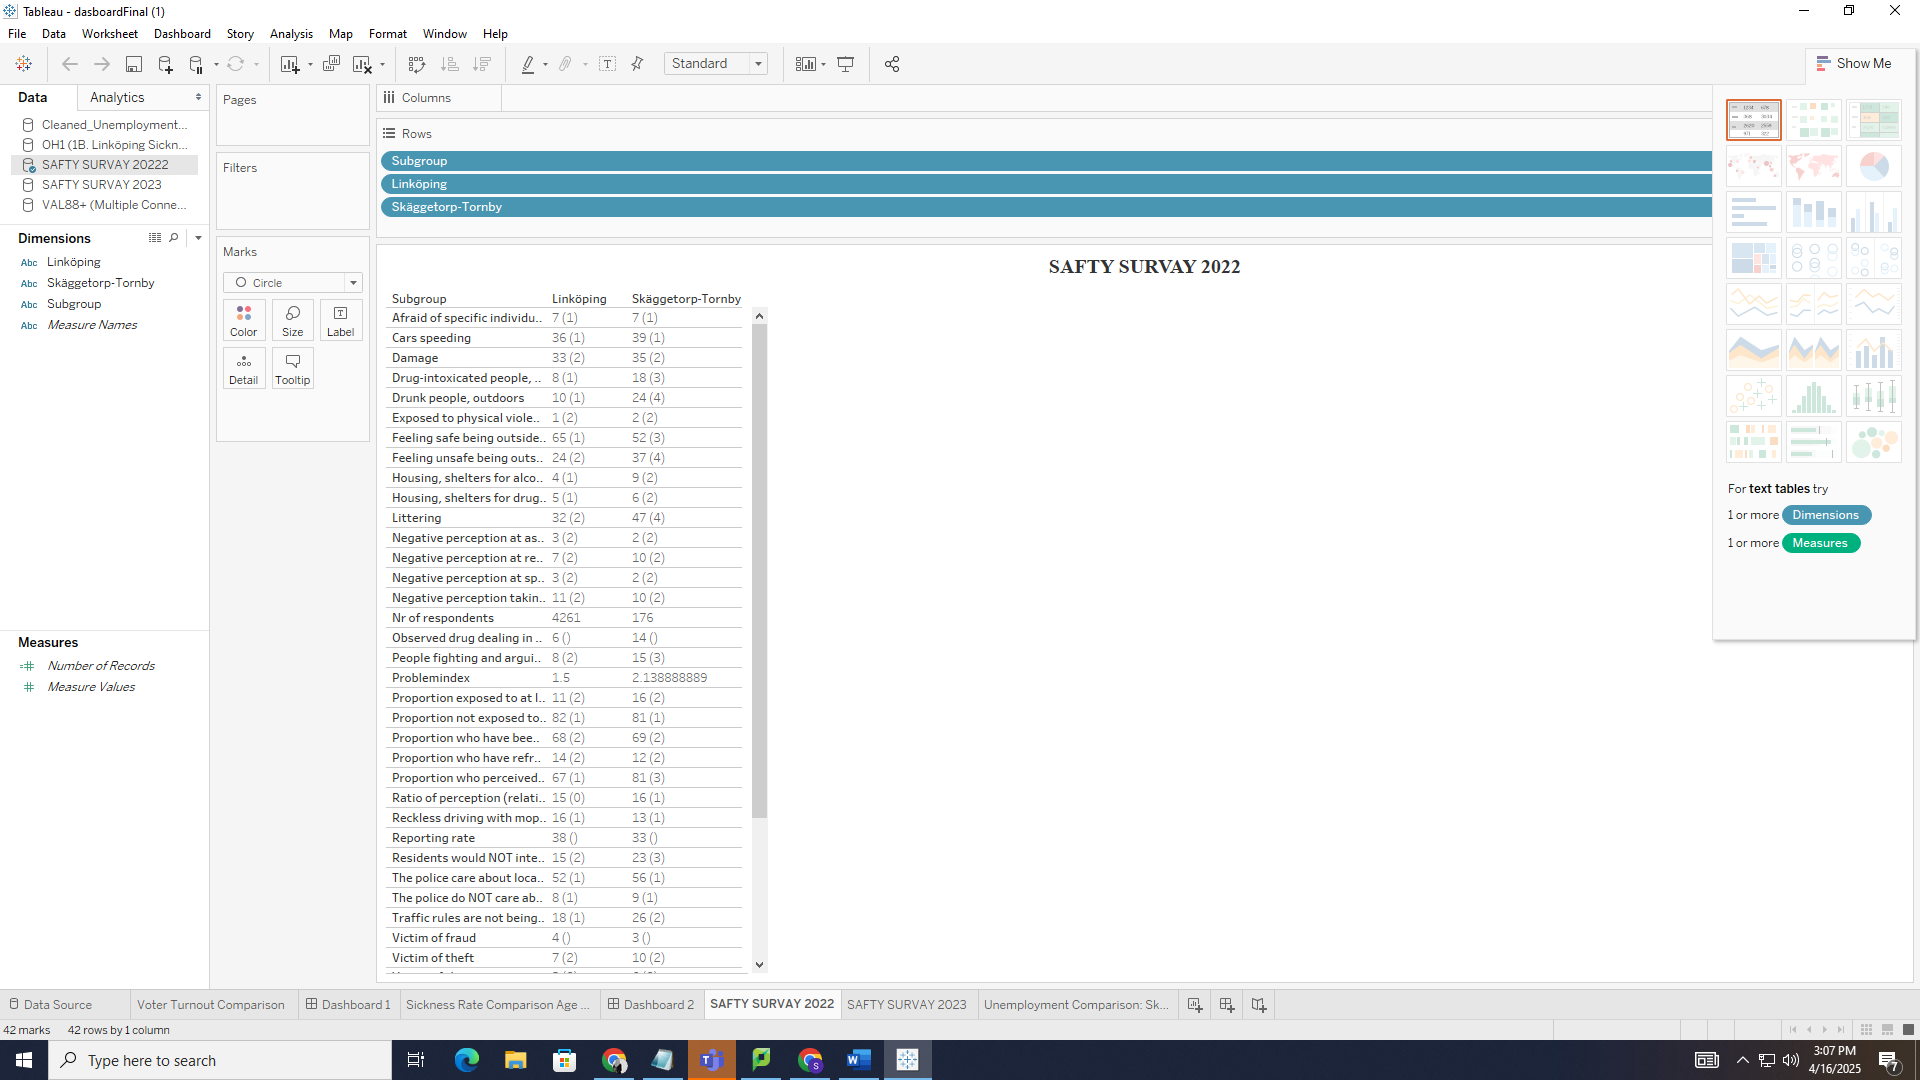 Tableau - dasboardFinal (1)
File Data Worksheet Dashboard Story Analysis Map Format Window Help
Standard
Show Me
Data Analytics
Cleaned_Unemployment...
OH1 (1B. Linköping Sickn...
SAFTY SURVAY 20222
SAFTY SURVAY 2023
VAL88+ (Multiple Conne...
Dimensions
Abc Linköping
Abc Skäggetorp-Tornby
Abc Subgroup
Abc Measure Names
Measures
Number of Records
Measure Values
Pages
Filters
Marks
Circle
Color Size Label
Detail Tooltip
Columns
Rows
Subgroup
Linköping
Skäggetorp-Tornby
SAFTY SURVAY 2022
Subgroup Linköping Skäggetorp-Tornby
Afraid of specific individu.. 7 (1) 7 (1)
Cars speeding 36 (1) 39 (1)
Damage 33 (2) 35 (2)
Drug-intoxicated people, .. 8 (1) 18 (3)
Drunk people, outdoors 10 (1) 24 (4)
Exposed to physical viole.. 1 (2) 2 (2)
Feeling safe being outside.. 65 (1) 52 (3)
Feeling unsafe being outs.. 24 (2) 37 (4)
Housing, shelters for alco.. 4 (1) 9 (2)
Housing, shelters for drug.. 5 (1) 6 (2)
Littering 32 (2) 47 (4)
Negative perception at as.. 3 (2) 2 (2)
Negative perception at re.. 7 (2) 10 (2)
Negative perception at sp.. 3 (2) 2 (2)
Negative perception takin.. 11 (2) 10 (2)
Nr of respondents 4261 176
Observed drug dealing in .. 6 () 14 ()
People fighting and argui.. 8 (2) 15 (3)
Problemindex 1.5 2.138888889
Proportion exposed to at l.. 11 (2) 16 (2)
Proportion not exposed to.. 82 (1) 81 (1)
Proportion who have bee.. 68 (2) 69 (2)
Proportion who have refr.. 14 (2) 12 (2)
Proportion who perceived.. 67 (1) 81 (3)
Ratio of perception (relati.. 15 (0) 16 (1)
Reckless driving with mop.. 16 (1) 13 (1)
Reporting rate 38 () 33 ()
Residents would NOT inte.. 15 (2) 23 (3)
The police care about loca.. 52 (1) 56 (1)
The police do NOT care ab.. 8 (1) 9 (1)
Traffic rules are not being.. 18 (1) 26 (2)
Victim of fraud 4 () 3 ()
Victim of theft 7 (2) 10 (2)
For text tables try
1 or more Dimensions
1 or more Measures
Data Source Voter Turnout Comparison Dashboard 1 Sickness Rate Comparison Age ... Dashboard 2 SAFTY SURVAY 2022 SAFTY SURVAY 2023 Unemployment Comparison: Sk...
42 marks 42 rows by 1 column
Type here to search
3:07 PM
4/16/2025
7